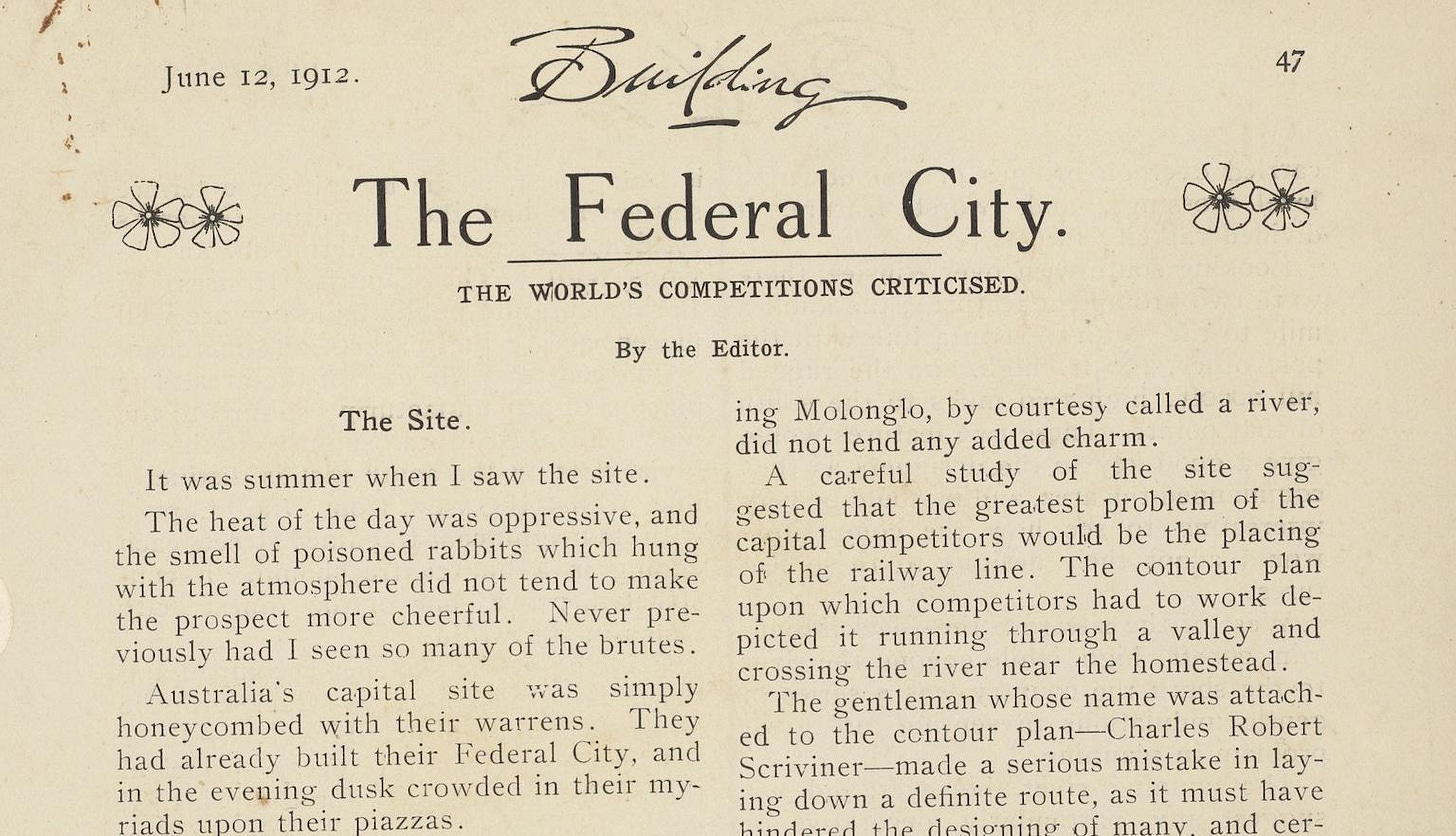 June 12, 1912.
Building
47
The Federal City.
THE WORLD'S COMPETITIONS CRITICISED.
By the Editor.
The Site.
It was summer when I saw the site.
The heat of the day was oppressive, and
the smell of poisoned rabbits which hung
with the atmosphere did not tend to make
the prospect more cheerful. Never pre-
viously had I seen so many of the brutes.
Australia's capital site was simply
honeycombed with their warrens. They
had already built their Federal City, and
in the evening dusk crowded in their my-
riads upon their piazzas.
ing Molonglo, by courtesy called a river,
did not lend any added charm.
A careful study of the site sug-
gested that the greatest problem of the
capital competitors would be the placing
of the railway line. The contour plan
upon which competitors had to work de-
picted it running through a valley and
crossing the river near the homestead.
The gentleman whose name was attach-
ed to the contour plan—Charles Robert
Scriviner—made a serious mistake in lay-
ing down a definite route, as it must have
hindered the designing of many, and cer-